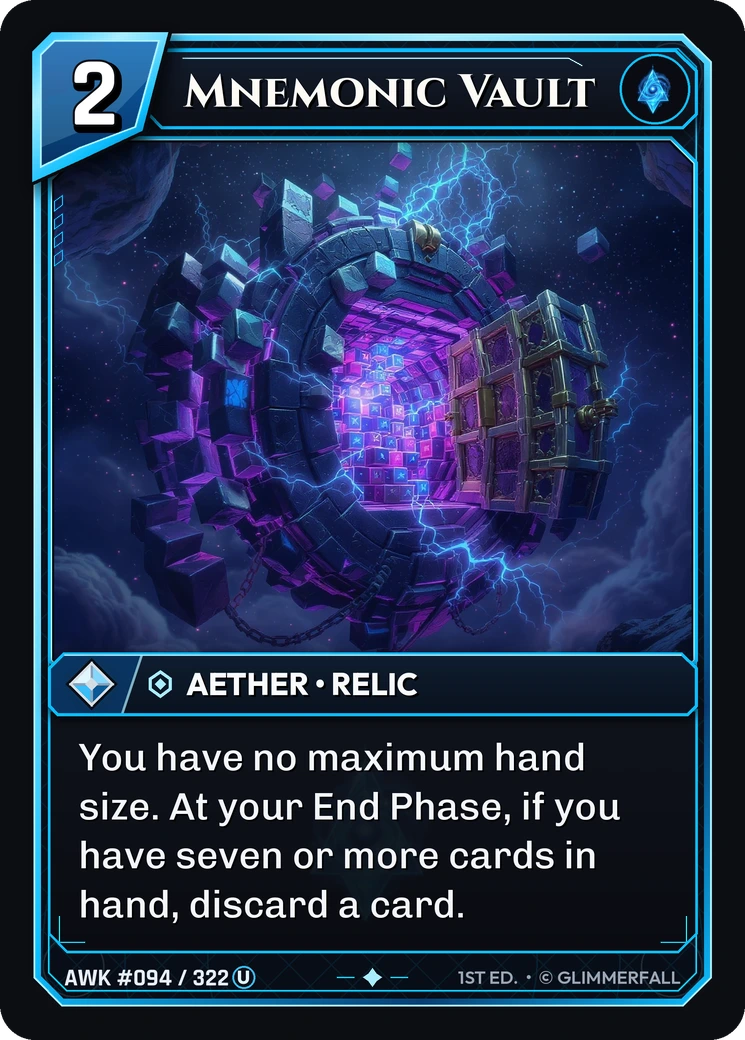 2
MNEMONIC VAULT
AETHER • RELIC
You have no maximum hand
size. At your End Phase, if you
have seven or more cards in
hand, discard a card.
AWK #094 / 322 U
1ST ED. • © GLIMMERFALL